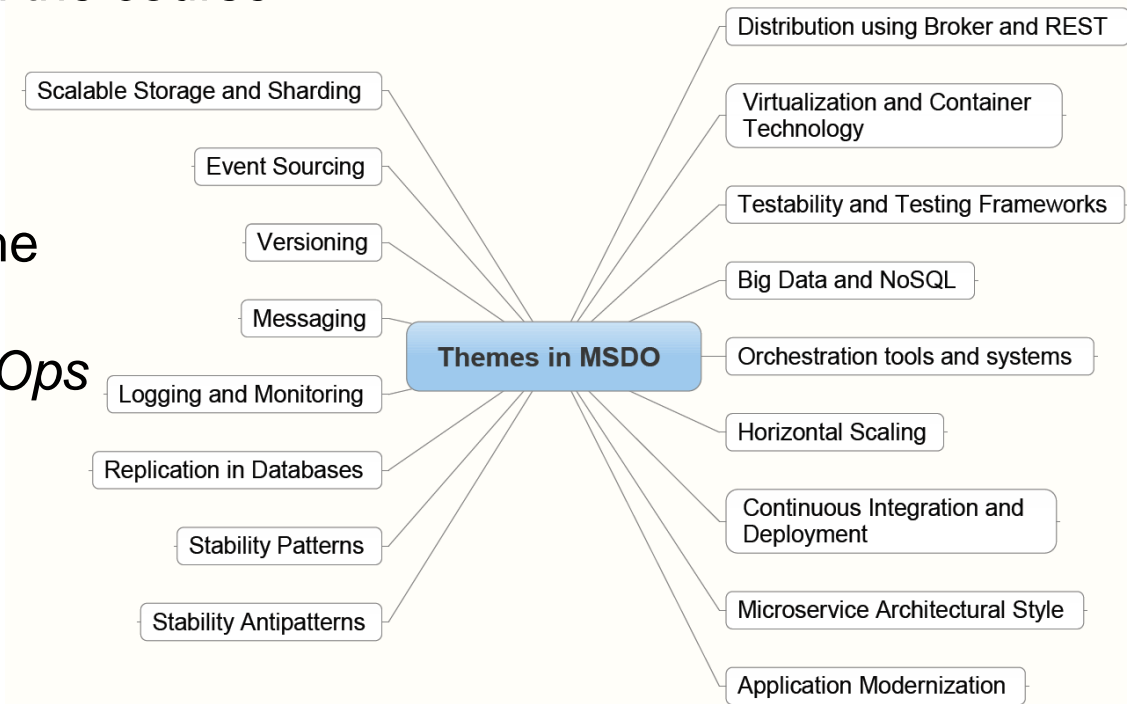 the course
Scalable Storage and Sharding
Event Sourcing
Versioning
Messaging
Ops
Logging and Monitoring
Replication in Databases
Stability Patterns
Stability Antipatterns
Themes in MSDO
Distribution using Broker and REST
Virtualization and Container
Technology
Testability and Testing Frameworks
Big Data and NoSQL
Orchestration tools and systems
Horizontal Scaling
Continuous Integration and
Deployment
Microservice Architectural Style
Application Modernization